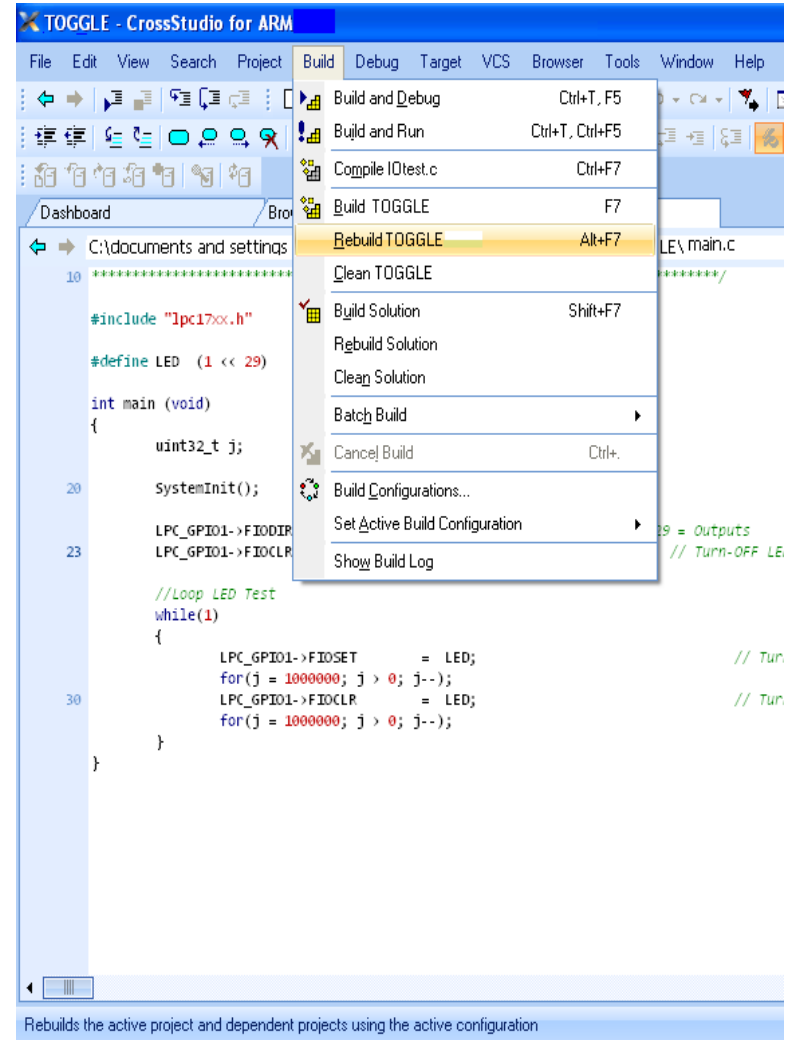 TOGGLE - CrossStudio for ARM
File Edit View Search Project Build Debug Target VCS Browser Tools Window Help
Build and Debug Ctrl+T, F5
Build and Run Ctrl+T, Ctrl+F5
Compile IOtest.c Ctrl+F7
Build TOGGLE F7
Rebuild TOGGLE Alt+F7
Clean TOGGLE
Build Solution Shift+F7
Rebuild Solution
Clean Solution
Batch Build
Cancel Build Ctrl+.
Build Configurations...
Set Active Build Configuration
Show Build Log
Dashboard
C:\documents and settings LE\ main.c
10 *************************** *********/
#include "lpc17xx.h"
#define LED (1 << 29)
int main (void)
{
uint32_t j;
20 SystemInit();
LPC_GPIO1->FIODIR 29 = Outputs
23 LPC_GPIO1->FIOCLR // Turn-OFF LE
//Loop LED Test
while(1)
{
LPC_GPIO1->FIOSET = LED; // Tur
for(j = 1000000; j > 0; j--);
30 LPC_GPIO1->FIOCLR = LED; // Tur
for(j = 1000000; j > 0; j--);
}
}
Rebuilds the active project and dependent projects using the active configuration